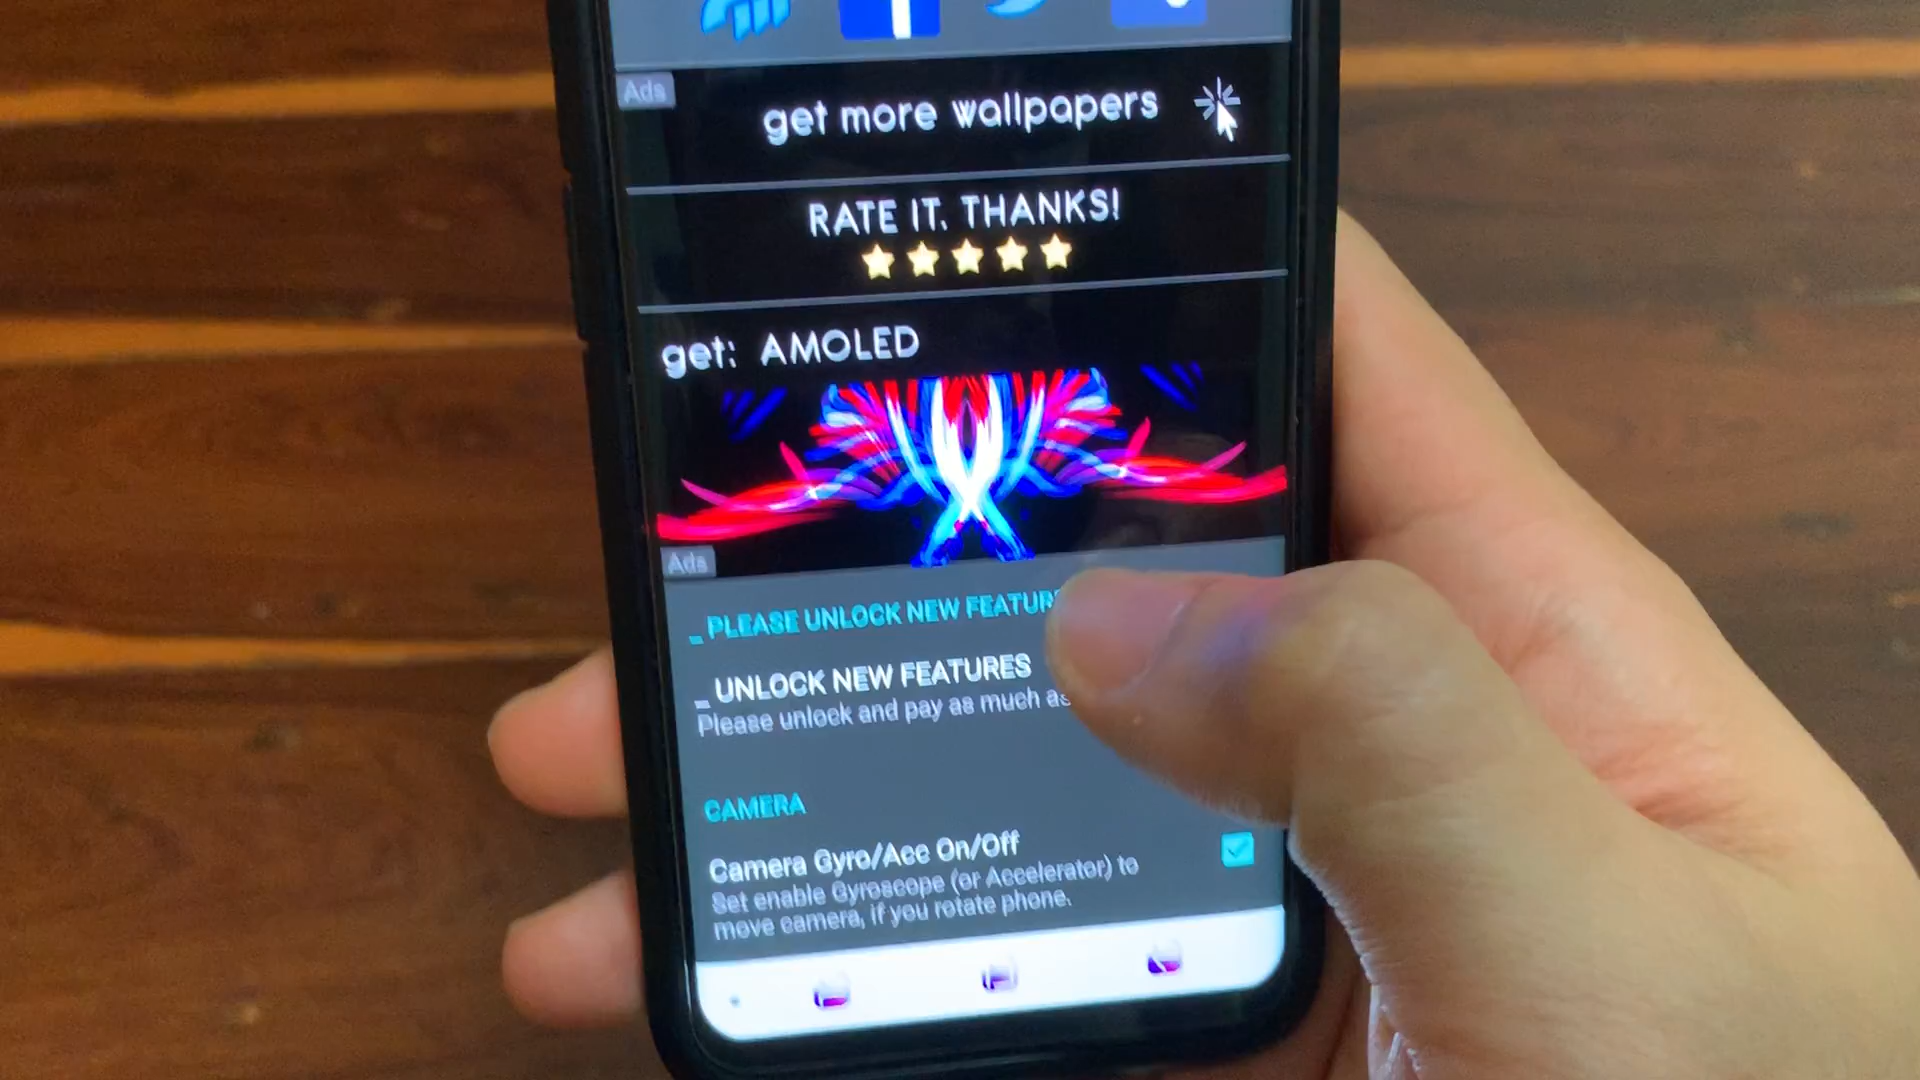 Ads
get more wallpapers
RATE IT. THANKS!
get: AMOLED
Ads
_ PLEASE UNLOCK NEW
_ UNLOCK NEW FEATURES
Please unlock and pay as much as
CAMERA
Camera Gyro/Acc On/Off
Set enable Gyroscope (or Accelerator) to
move camera, if you rotate phone.